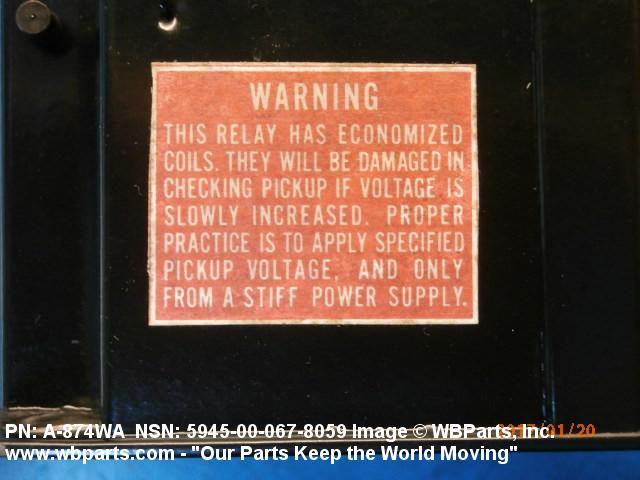 WARNING
THIS RELAY HAS ECONOMIZED
COILS. THEY WILL BE DAMAGED IN
CHECKING PICKUP IF VOLTAGE IS
SLOWLY INCREASED. PROPER
PRACTICE IS TO APPLY SPECIFIED
PICKUP VOLTAGE, AND ONLY
FROM A STIFF POWER SUPPLY.
PN: A-874WA NSN: 5945-00-067-8059 Image © WBParts, Inc.
www.wbparts.com - "Our Parts Keep the World Moving"